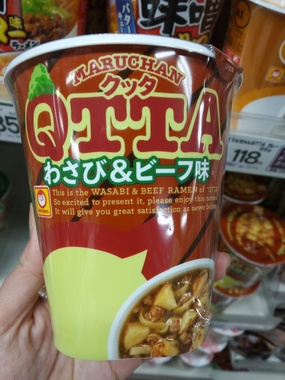 MARUCHAN
クッタ
QTTA
わさび&ビーフ味
This is the WASABI & BEEF RAMEN of "QTTA"
So excited to present it, please enjoy this
It will give you great satisfaction as never before.
118